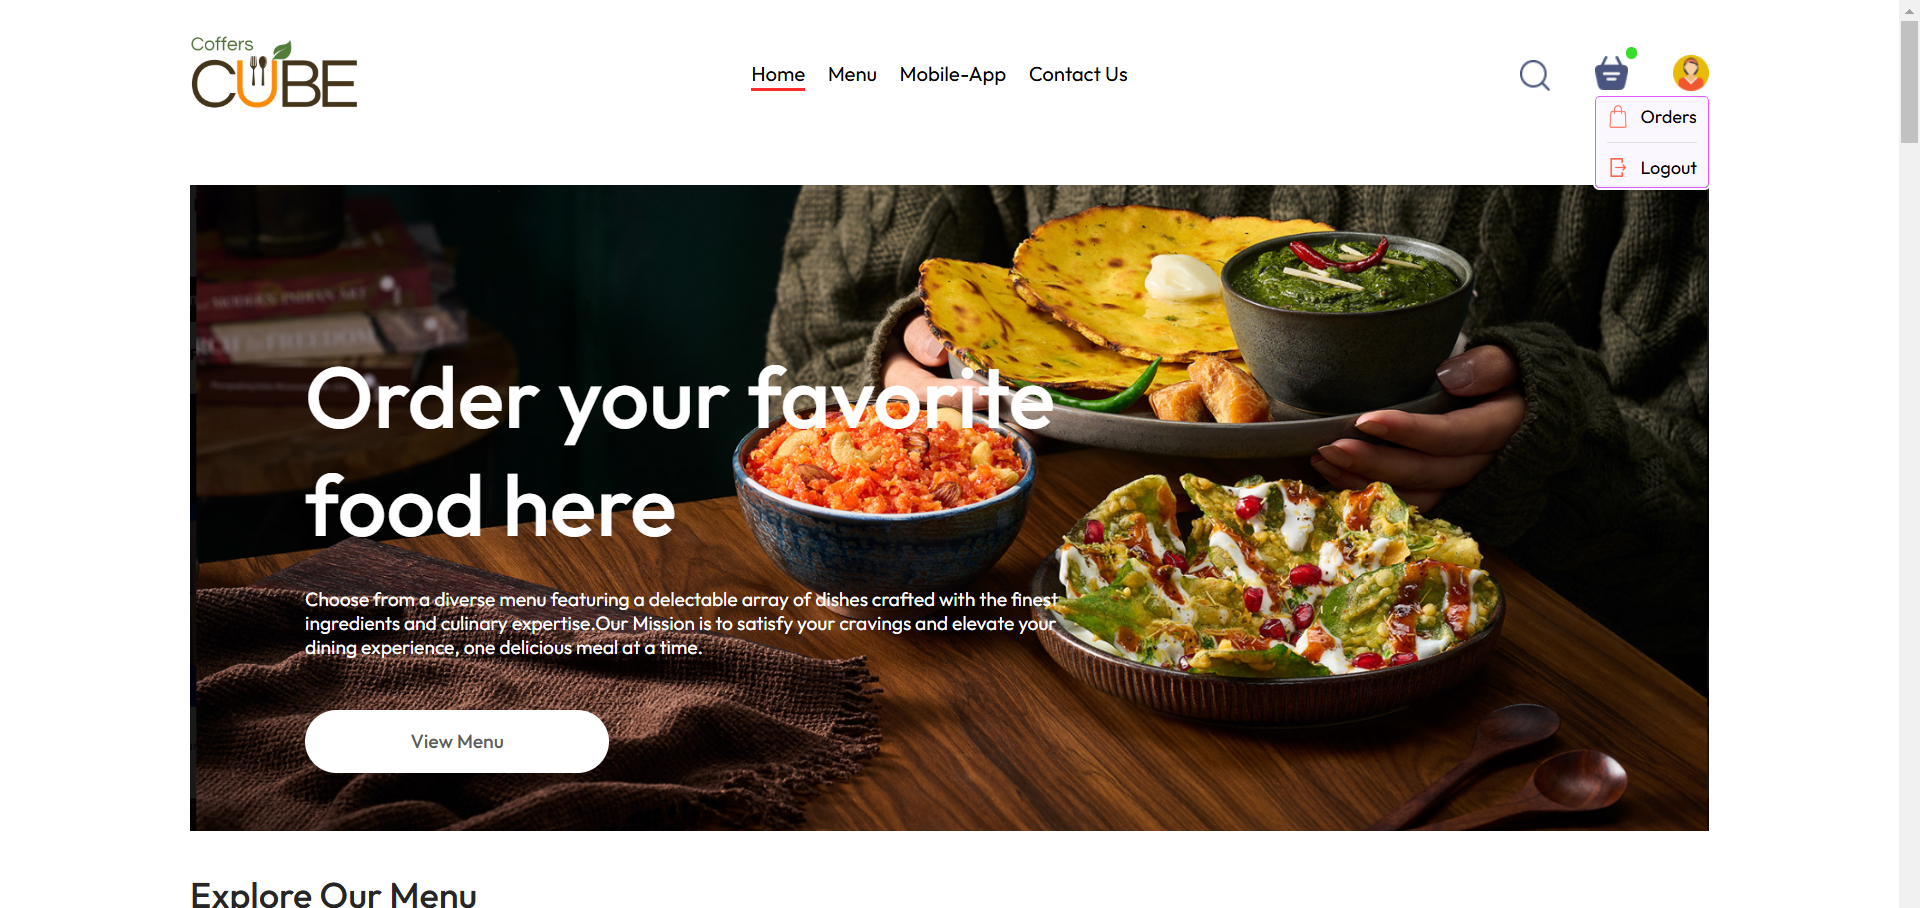 Coffers
CUBE
Home
Menu
Mobile-App
Contact Us
Orders
Logout
Order your favorite
food here
Choose from a diverse menu featuring a delectable array of dishes crafted with the finest
ingredients and culinary expertise.Our Mission is to satisfy your cravings and elevate your
dining experience, one delicious meal at a time.
View Menu
Explore Our Menu